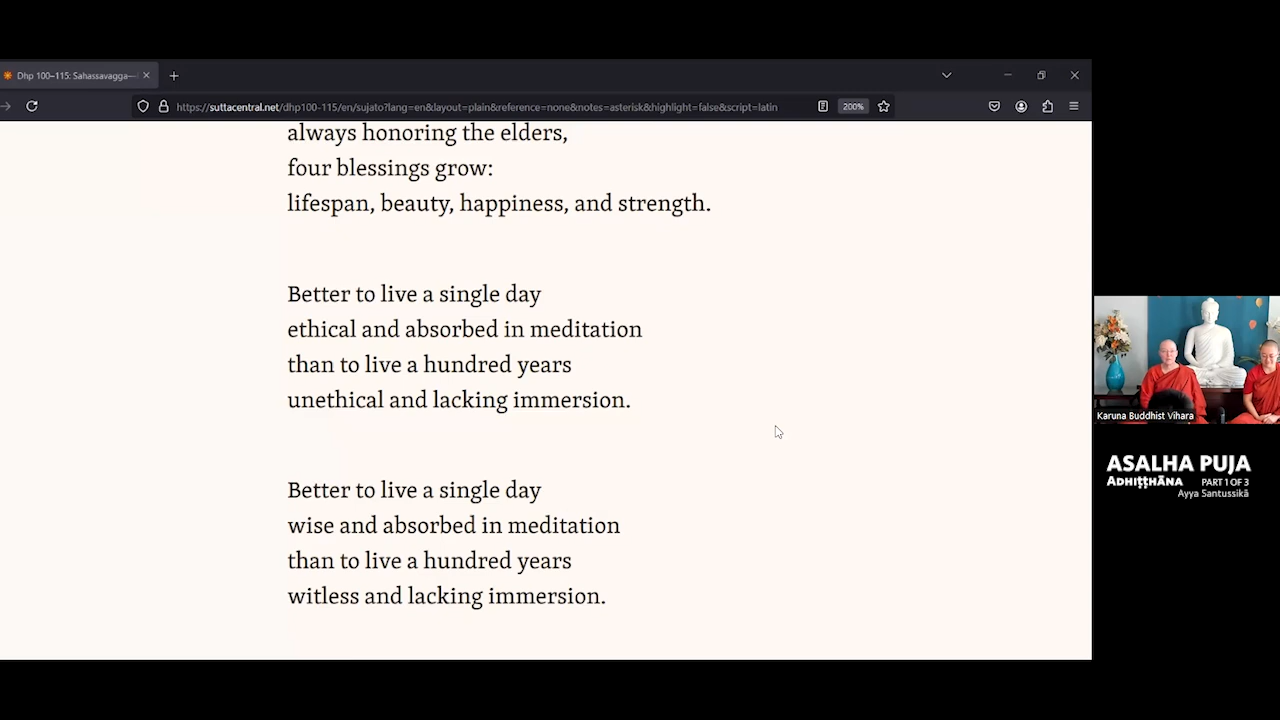 Dhp 100–115: Sahassavagga—
https://suttacentral.net/dhp100-115/en/sujato?lang=en&layout=plain&reference=none&notes=asterisk&highlight=false&script=latin
200%
always honoring the elders,
four blessings grow:
lifespan, beauty, happiness, and strength.
Better to live a single day
ethical and absorbed in meditation
than to live a hundred years
unethical and lacking immersion.
Better to live a single day
wise and absorbed in meditation
than to live a hundred years
witless and lacking immersion.
Karuna Buddhist Vihara
ASALHA PUJA
ADHIṬṬHĀNA PART 1 OF 3
Ayya Santussikā